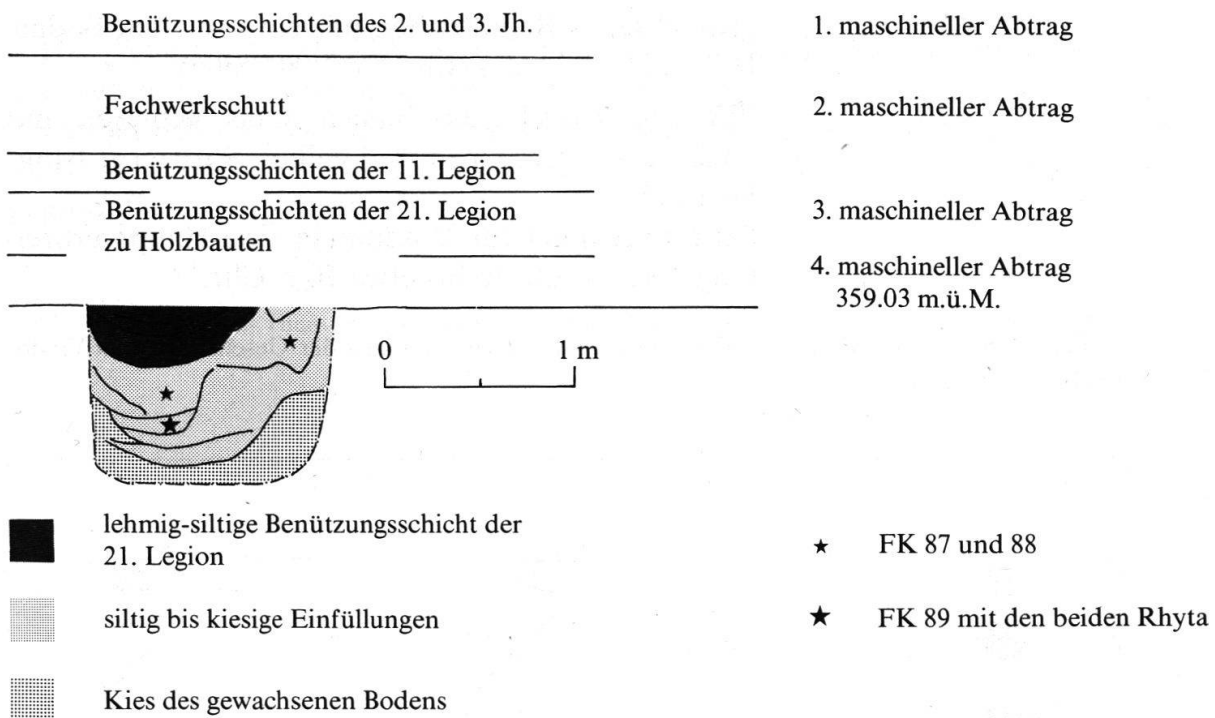 Benützungsschichten des 2. und 3. Jh.
1. maschineller Abtrag
Fachwerkschutt
2. maschineller Abtrag
Benützungsschichten der 11. Legion
Benützungsschichten der 21. Legion
zu Holzbauten
3. maschineller Abtrag
4. maschineller Abtrag
359.03 m.ü.M.
0 1 m
lehmig-siltige Benützungsschicht der
21. Legion
siltig bis kiesige Einfüllungen
Kies des gewachsenen Bodens
FK 87 und 88
FK 89 mit den beiden Rhyta